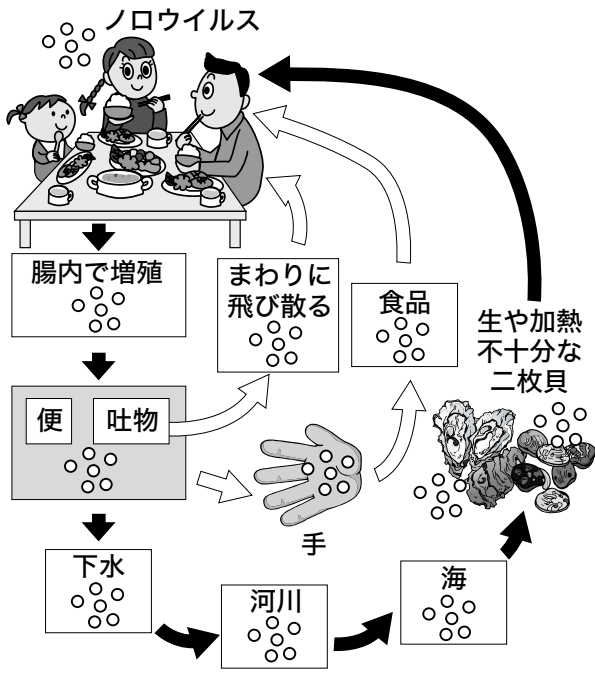 ノロウイルス
腸内で増殖
まわりに
飛び散る
食品
生や加熱
不十分な
二枚貝
便
吐物
手
下水
河川
海